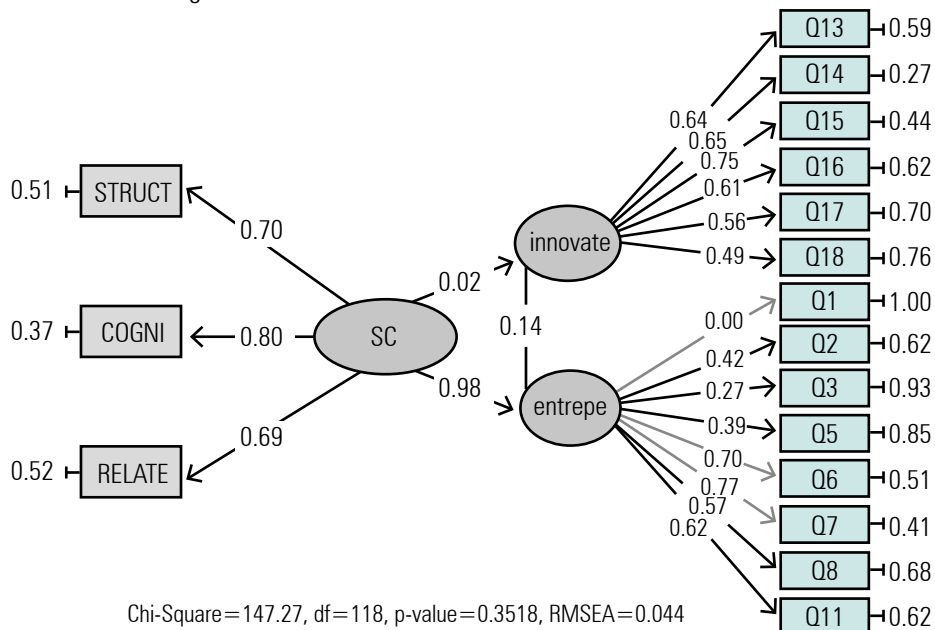 STRUCT
0.51
COGNI
0.37
RELATE
0.52
0.70
0.80
0.69
SC
0.02
0.98
innovate
0.14
entrepe
0.64
0.65
0.75
0.61
0.56
0.49
0.00
0.42
0.27
0.39
0.70
0.77
0.57
0.62
Q13 0.59
Q14 0.27
Q15 0.44
Q16 0.62
Q17 0.70
Q18 0.76
Q1 1.00
Q2 0.62
Q3 0.93
Q5 0.85
Q6 0.51
Q7 0.41
Q8 0.68
Q11 0.62
Chi-Square=147.27, df=118, p-value=0.3518, RMSEA=0.044